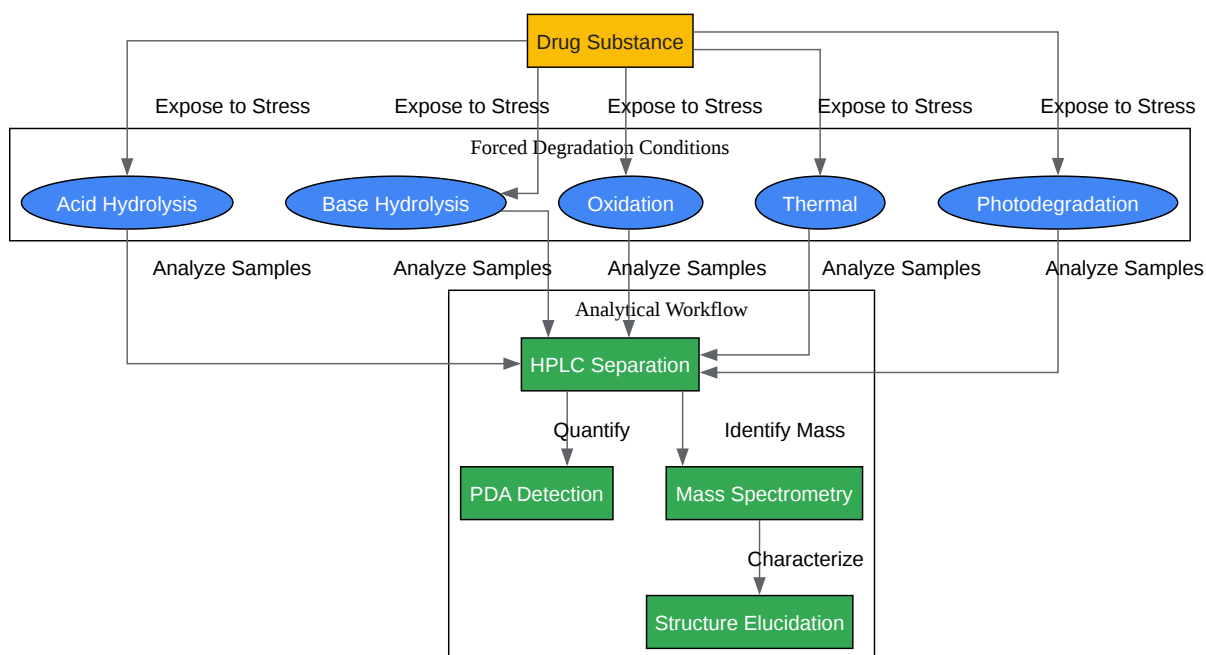 Drug Substance
Expose to Stress
Expose to Stress
Expose to Stress
Expose to Stress
Expose to Stress
Forced Degradation Conditions
Acid Hydrolysis
Base Hydrolysis
Oxidation
Thermal
Photodegradation
Analyze Samples
Analyze Samples
Analyze Samples
Analyze Samples
Analyze Samples
Analytical Workflow
HPLC Separation
Quantify
Identify Mass
PDA Detection
Mass Spectrometry
Characterize
Structure Elucidation